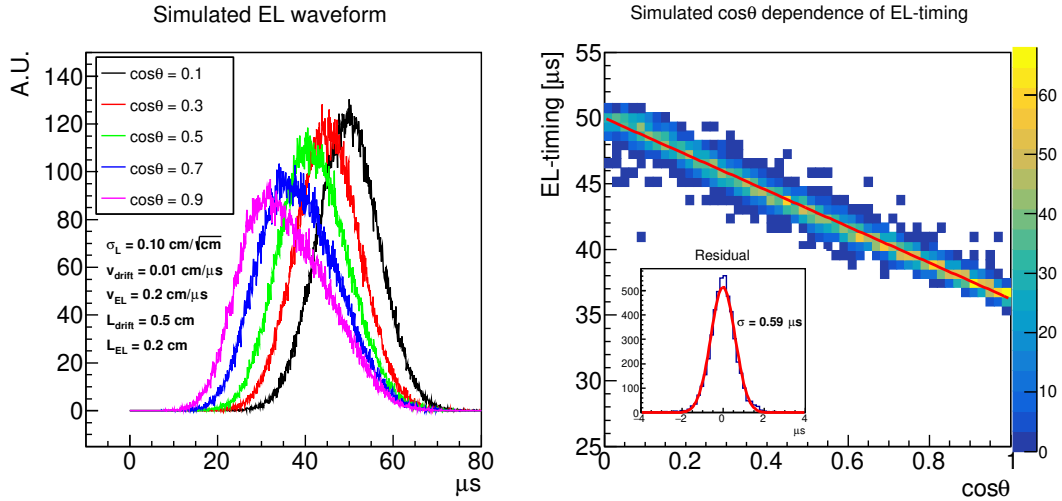 Simulated EL waveform
A.U.
140
120
100
80
60
40
20
0
cosθ = 0.1
cosθ = 0.3
cosθ = 0.5
cosθ = 0.7
cosθ = 0.9
σ_L = 0.10 cm/√cm
v_drift = 0.01 cm/μs
v_EL = 0.2 cm/μs
L_drift = 0.5 cm
L_EL = 0.2 cm
0 20 40 60 80
μs
Simulated cosθ dependence of EL-timing
EL-timing [μs]
55
50
45
40
35
30
25
Residual
500
400
300
200
100
0
σ = 0.59 μs
−4 −2 0 2 4
μs
0 0.2 0.4 0.6 0.8 1
cosθ
60
50
40
30
20
10
0